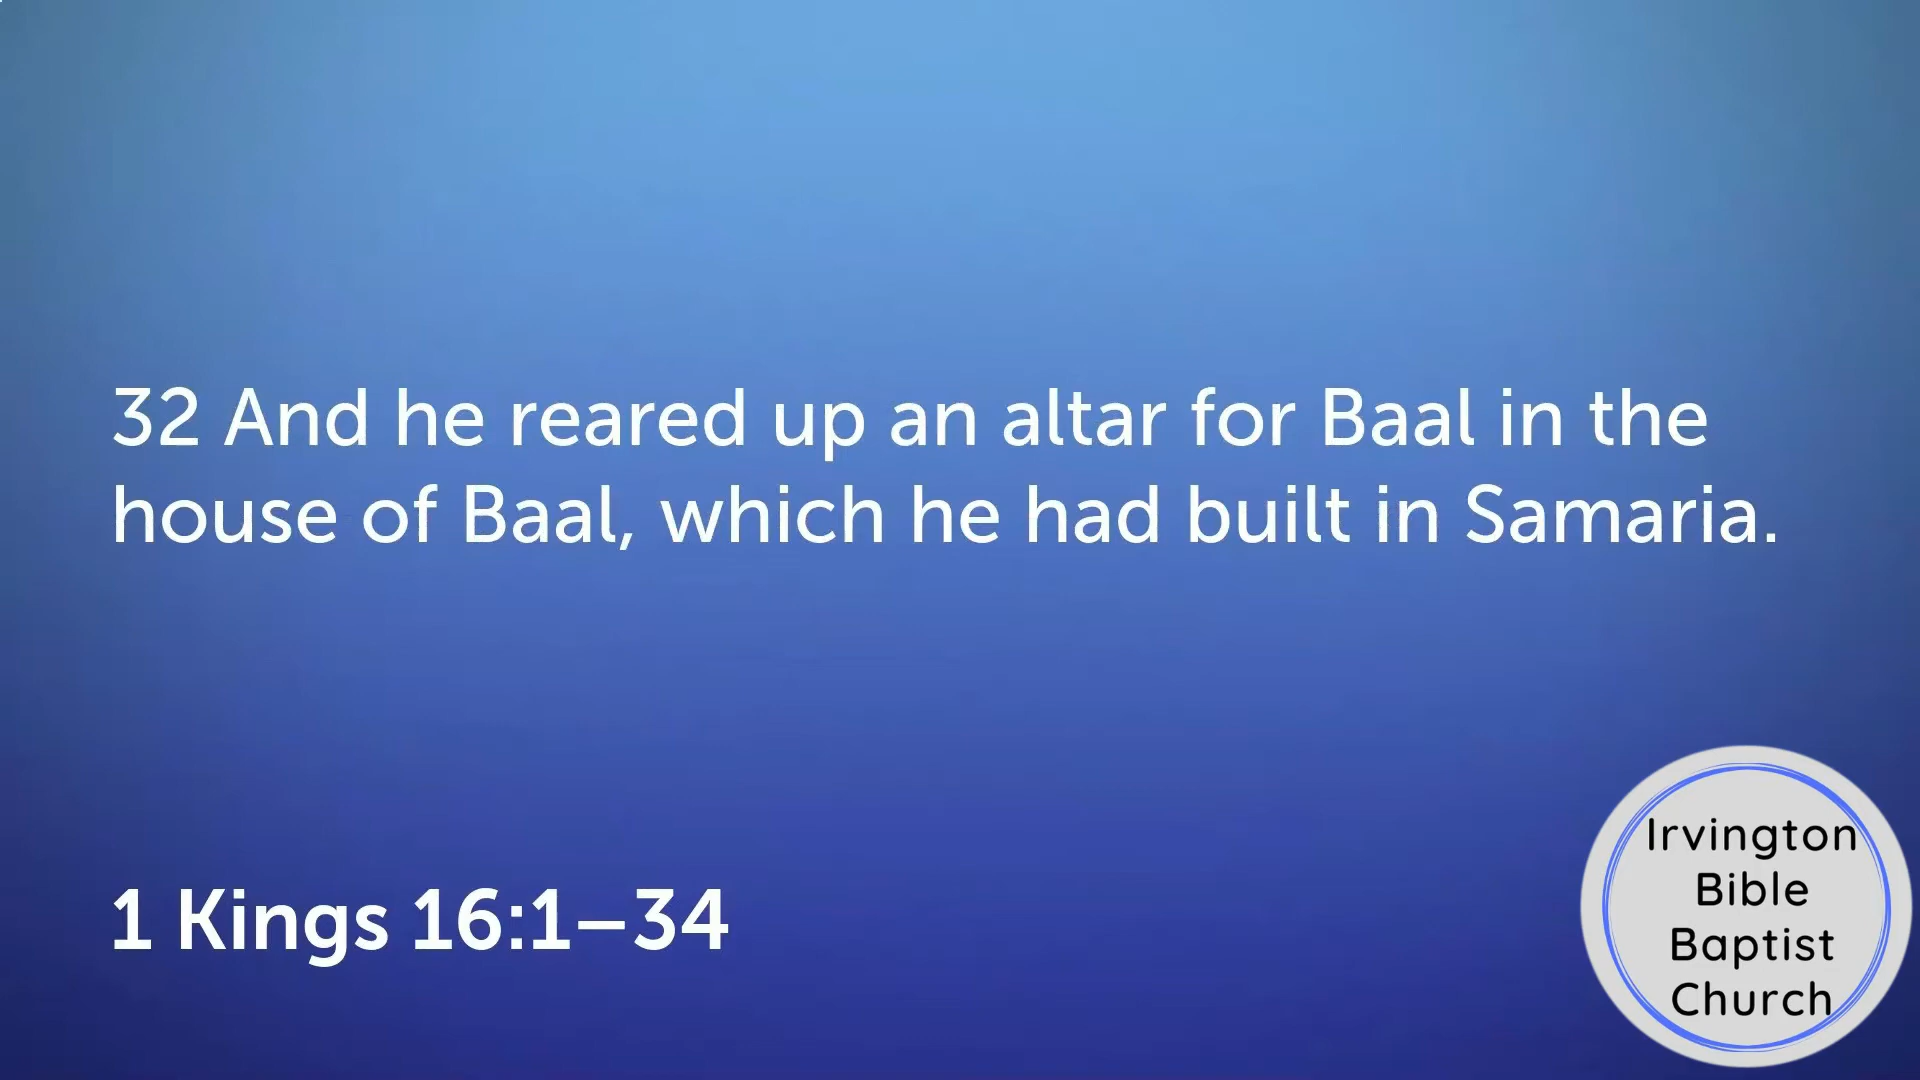 32 And he reared up an altar for Baal in the
house of Baal, which he had built in Samaria.
1 Kings 16:1–34
Irvington
Bible
Baptist
Church